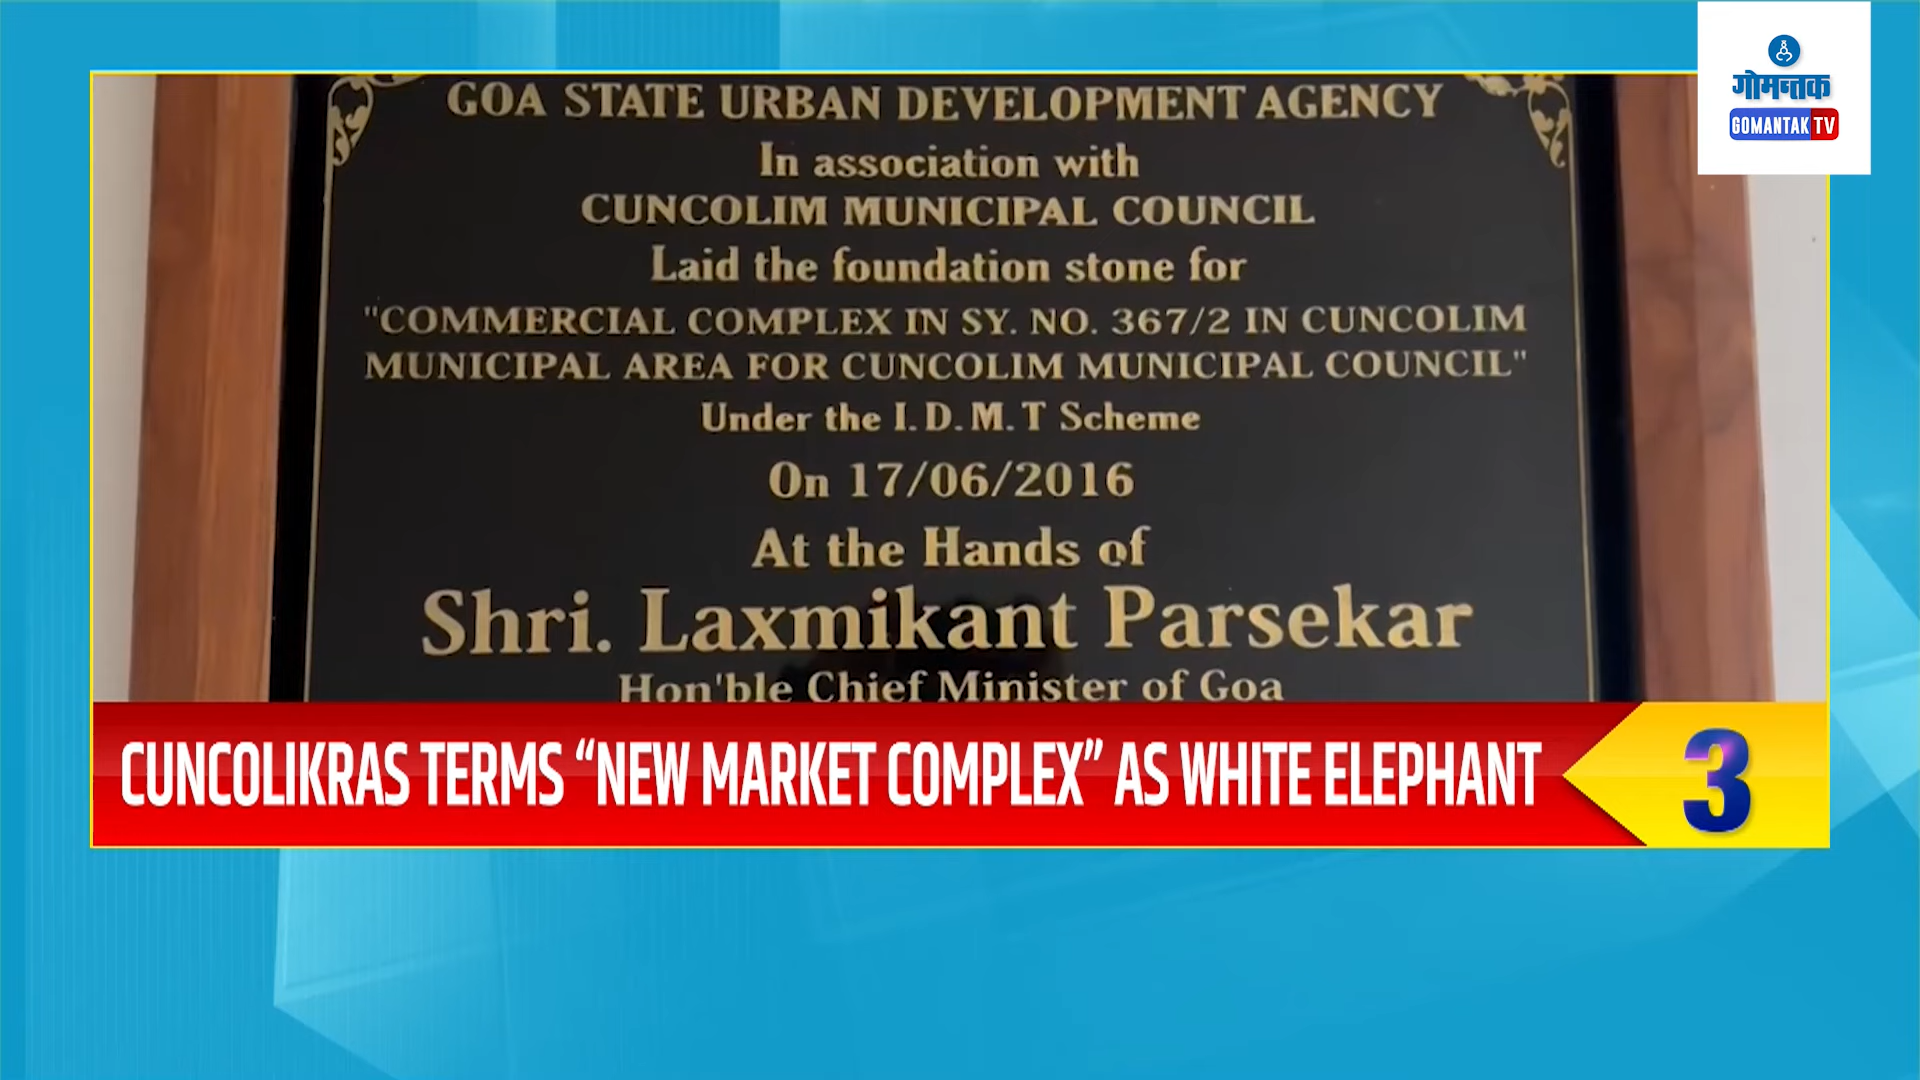 गोमन्तक
GOMANTAK TV
GOA STATE URBAN DEVELOPMENT AGENCY
In association with
CUNCOLIM MUNICIPAL COUNCIL
Laid the foundation stone for
"COMMERCIAL COMPLEX IN SY. NO. 367/2 IN CUNCOLIM
MUNICIPAL AREA FOR CUNCOLIM MUNICIPAL COUNCIL"
Under the I.D.M.T Scheme
On 17/06/2016
At the Hands of
Shri. Laxmikant Parsekar
Hon'ble Chief Minister of Goa
CUNCOLIKRAS TERMS “NEW MARKET COMPLEX” AS WHITE ELEPHANT
3